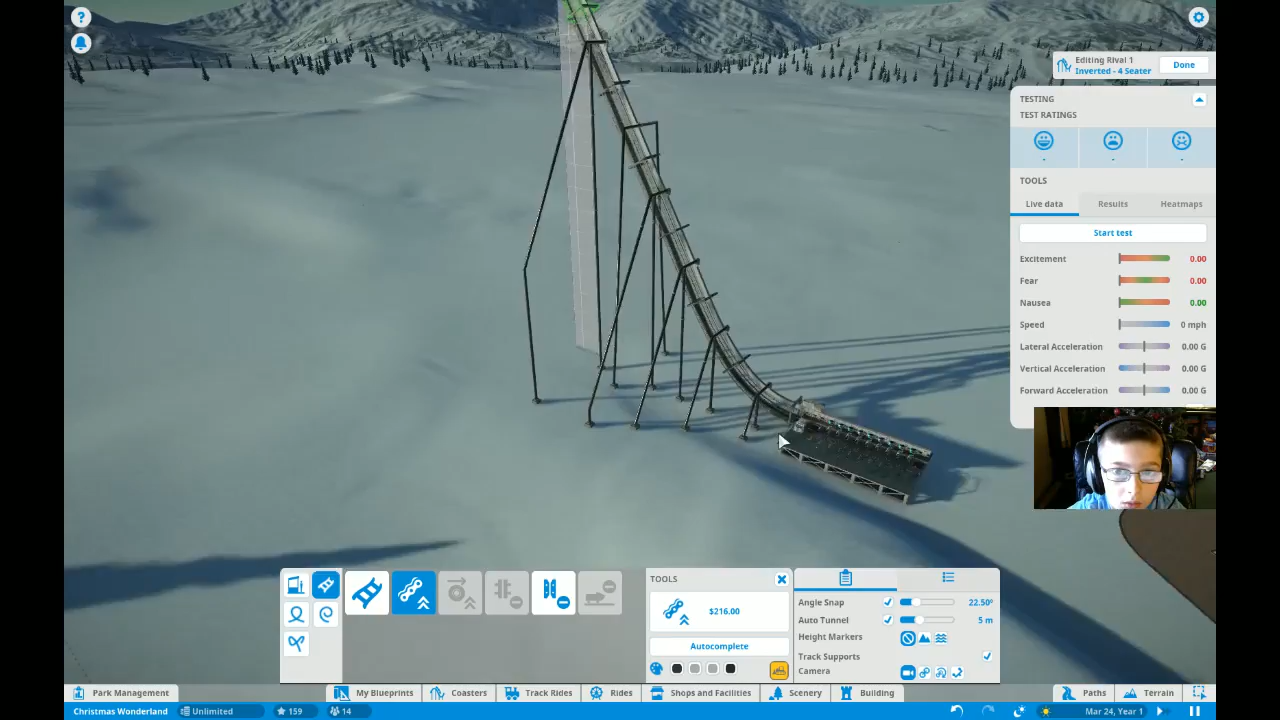 ?
Editing Rival 1
Inverted - 4 Seater
Done
TESTING
TEST RATINGS
- - -
TOOLS
Live data Results Heatmaps
Start test
Excitement 0.00
Fear 0.00
Nausea 0.00
Speed 0 mph
Lateral Acceleration 0.00 G
Vertical Acceleration 0.00 G
Forward Acceleration 0.00 G
TOOLS
$216.00
Autocomplete
Angle Snap 22.50°
Auto Tunnel 5 m
Height Markers
Track Supports
Camera
Park Management My Blueprints Coasters Track Rides Rides Shops and Facilities Scenery Building Paths Terrain
Christmas Wonderland Unlimited 159 14 Mar 24, Year 1